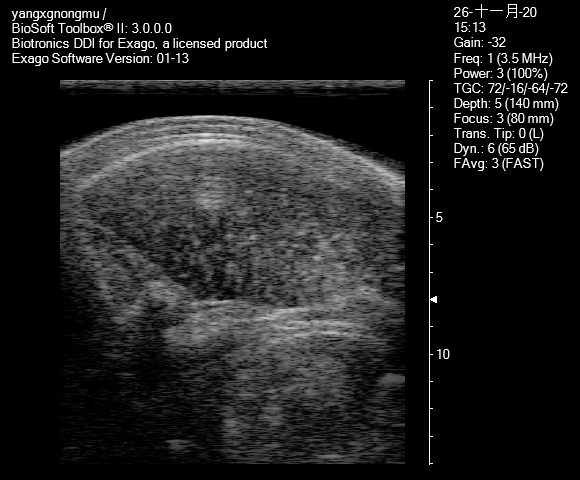 yangxgnongmu /
BioSoft Toolbox® II: 3.0.0.0
Biotronics DDI for Exago, a licensed product
Exago Software Version: 01-13
26-十一月-20
15:13
Gain: -32
Freq: 1 (3.5 MHz)
Power: 3 (100%)
TGC: 72/-16/-64/-72
Depth: 5 (140 mm)
Focus: 3 (80 mm)
Trans. Tip: 0 (L)
Dyn.: 6 (65 dB)
FAvg: 3 (FAST)
5
10